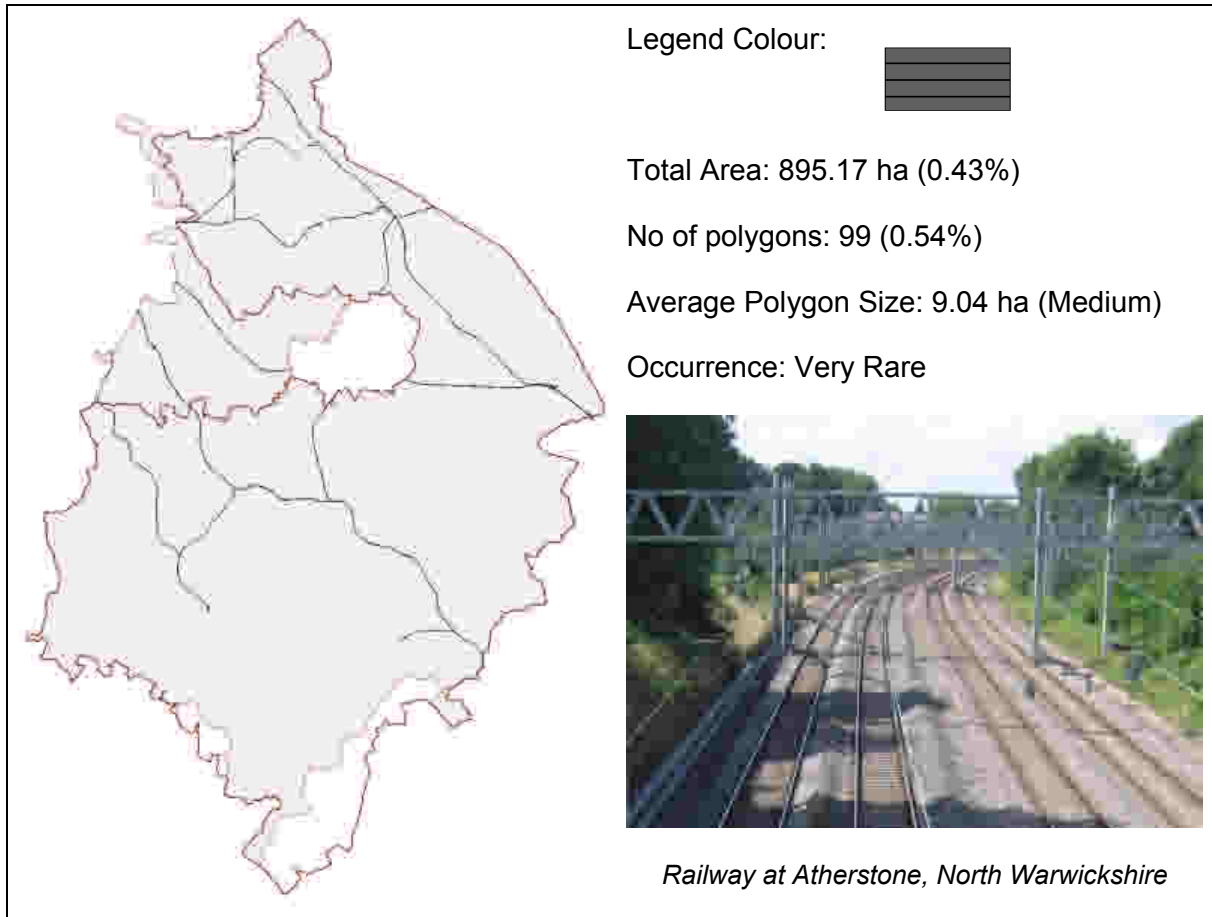 Legend Colour:
Total Area: 895.17 ha (0.43%)
No of polygons: 99 (0.54%)
Average Polygon Size: 9.04 ha (Medium)
Occurrence: Very Rare
Railway at Atherstone, North Warwickshire